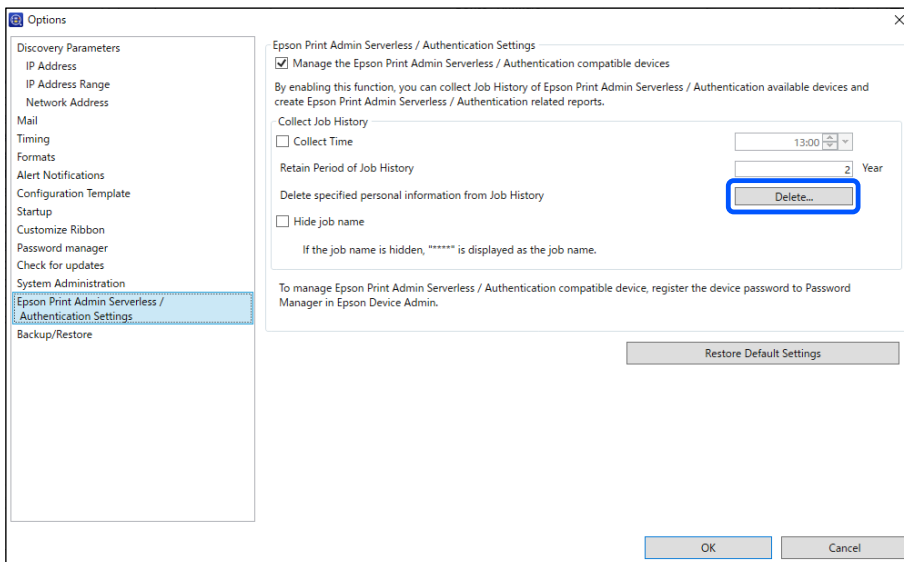 Options
Discovery Parameters
IP Address
IP Address Range
Network Address
Mail
Timing
Formats
Alert Notifications
Configuration Template
Startup
Customize Ribbon
Password manager
Check for updates
System Administration
Epson Print Admin Serverless /
Authentication Settings
Backup/Restore
Epson Print Admin Serverless / Authentication Settings
Manage the Epson Print Admin Serverless / Authentication compatible devices
By enabling this function, you can collect Job History of Epson Print Admin Serverless / Authentication available devices and
create Epson Print Admin Serverless / Authentication related reports.
Collect Job History
Collect Time 13:00
Retain Period of Job History 2 Year
Delete specified personal information from Job History Delete...
Hide job name
If the job name is hidden, "****" is displayed as the job name.
To manage Epson Print Admin Serverless / Authentication compatible device, register the device password to Password
Manager in Epson Device Admin.
Restore Default Settings
OK Cancel